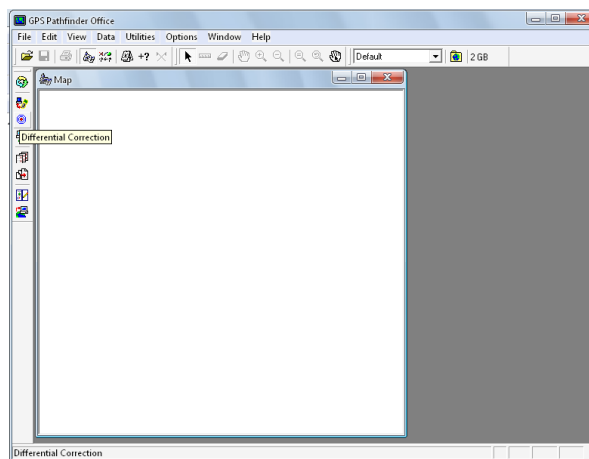 GPS Pathfinder Office
File Edit View Data Utilities Options Window Help
+? Default 2 GB
Map
Differential Correction
Differential Correction